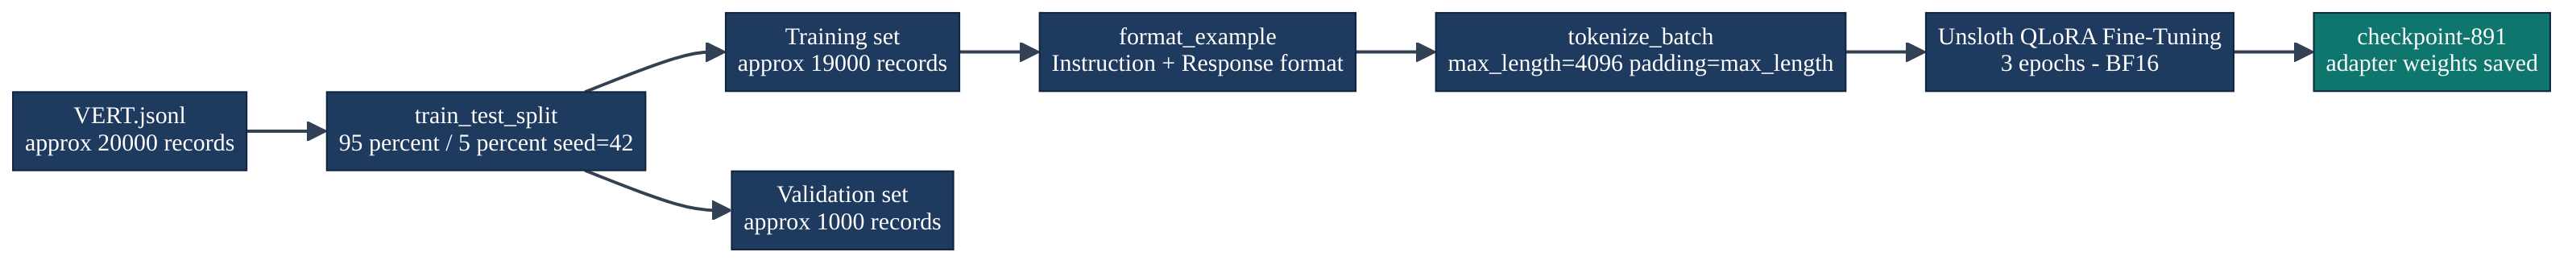 VERT.jsonl
approx 20000 records
train_test_split
95 percent / 5 percent seed=42
Training set
approx 19000 records
Validation set
approx 1000 records
format_example
Instruction + Response format
tokenize_batch
max_length=4096 padding=max_length
Unsloth QLoRA Fine-Tuning
3 epochs - BF16
checkpoint-891
adapter weights saved